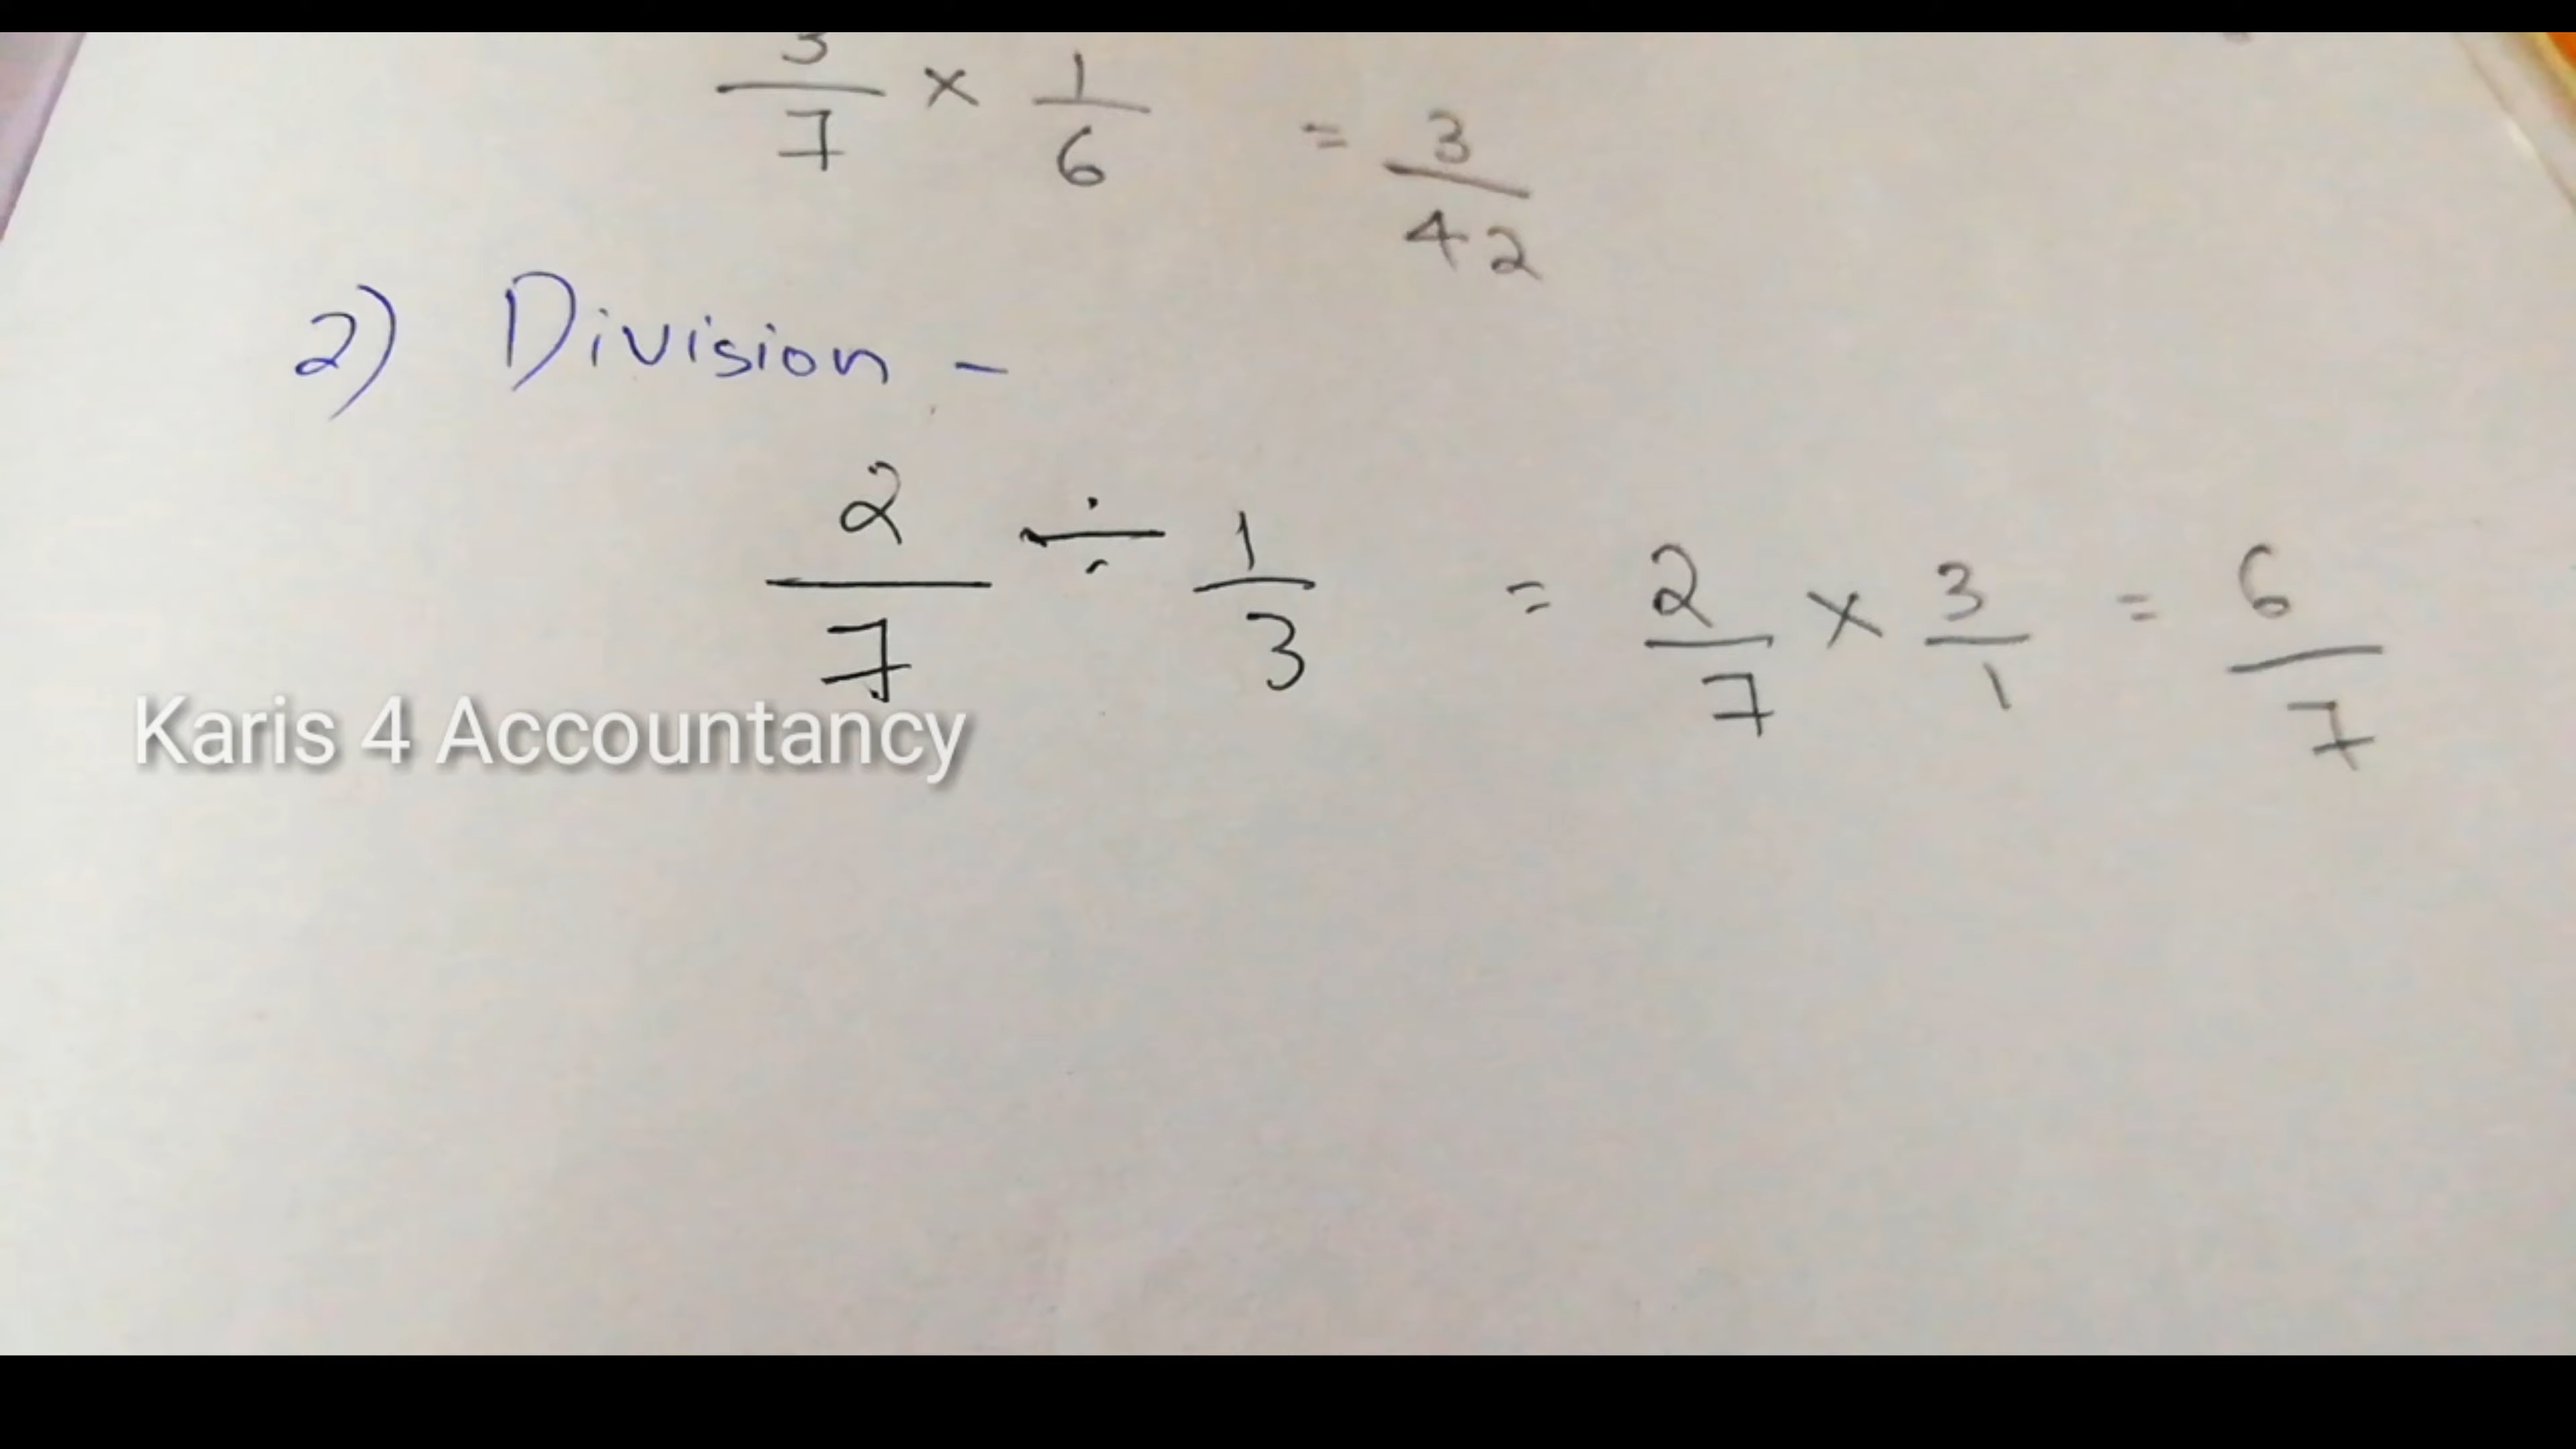 3/7 × 1/6 = 3/42
2) Division -
2/7 ÷ 1/3 = 2/7 × 3/1 = 6/7
Karis 4 Accountancy